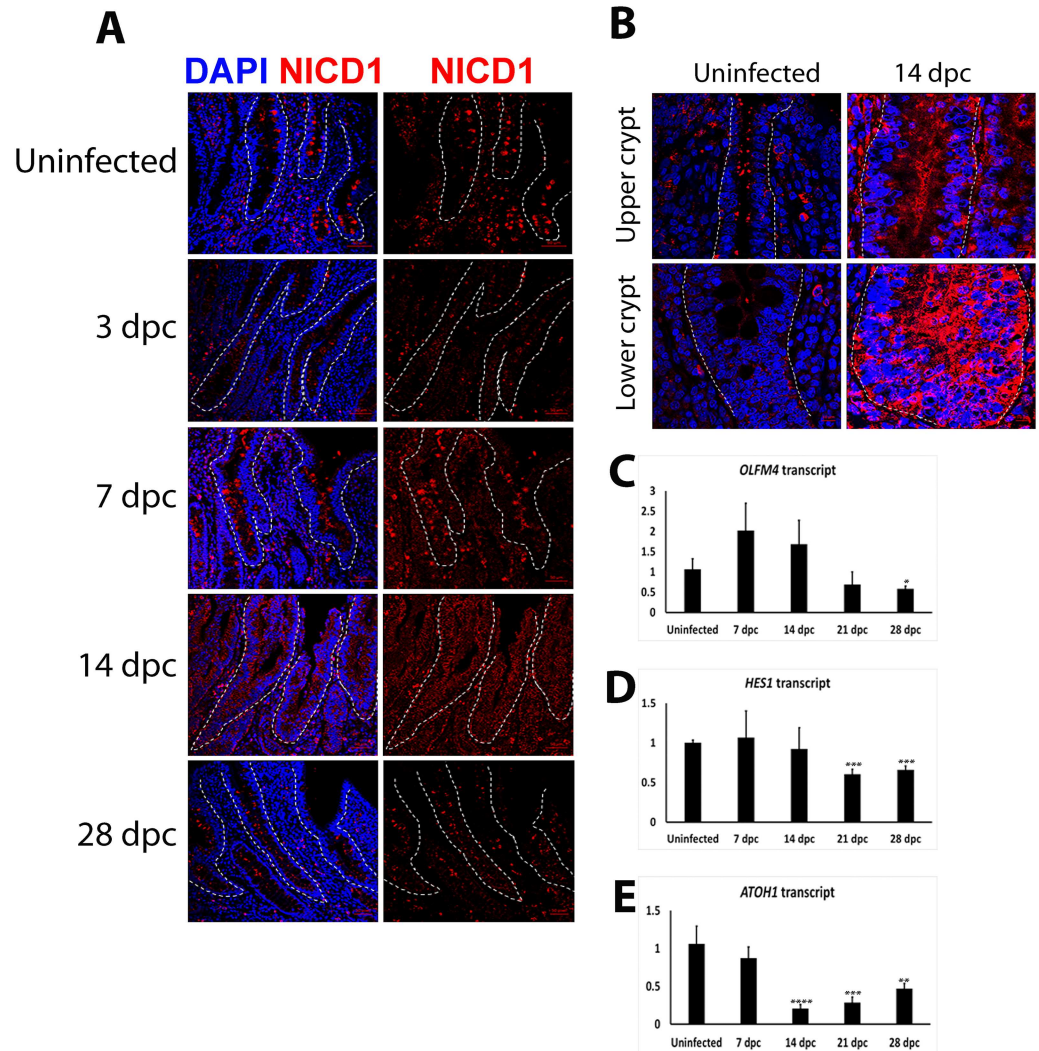 A
DAPI NICD1 NICD1
Uninfected
3 dpc
7 dpc
14 dpc
28 dpc
B
Uninfected 14 dpc
Upper crypt
Lower crypt
C
OLFM4 transcript
3
2.5
2
1.5
1
0.5
0
*
Uninfected 7 dpc 14 dpc 21 dpc 28 dpc
D
HES1 transcript
1.5
1
0.5
0
*** ***
Uninfected 7 dpc 14 dpc 21 dpc 28 dpc
E
ATOH1 transcript
1.5
1
0.5
0
**** *** **
Uninfected 7 dpc 14 dpc 21 dpc 28 dpc